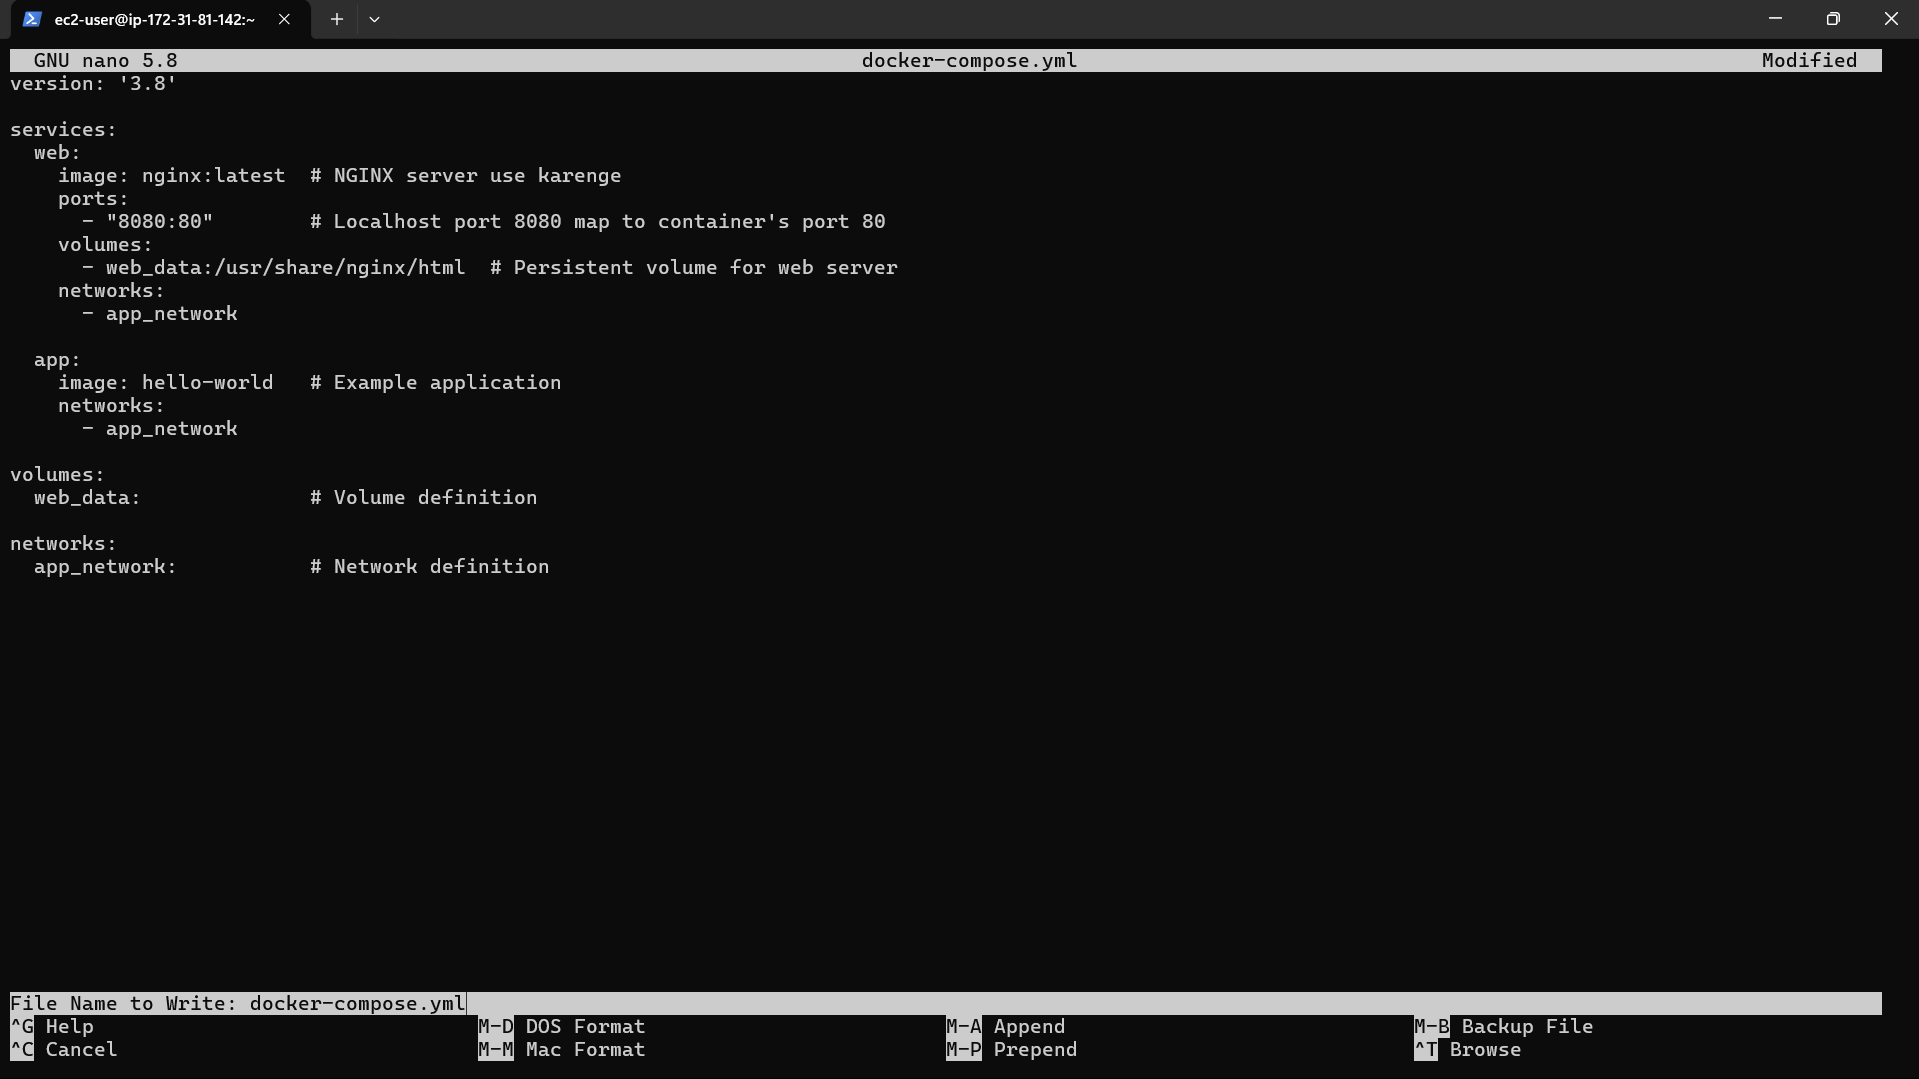 ec2-user@ip-172-31-81-142:~
GNU nano 5.8 docker-compose.yml Modified
version: '3.8'
services:
  web:
    image: nginx:latest  # NGINX server use karenge
    ports:
      - "8080:80"        # Localhost port 8080 map to container's port 80
    volumes:
      - web_data:/usr/share/nginx/html  # Persistent volume for web server
    networks:
      - app_network
  app:
    image: hello-world   # Example application
    networks:
      - app_network
volumes:
  web_data:              # Volume definition
networks:
  app_network:           # Network definition
File Name to Write: docker-compose.yml
^G Help M-D DOS Format M-A Append M-B Backup File
^C Cancel M-M Mac Format M-P Prepend ^T Browse